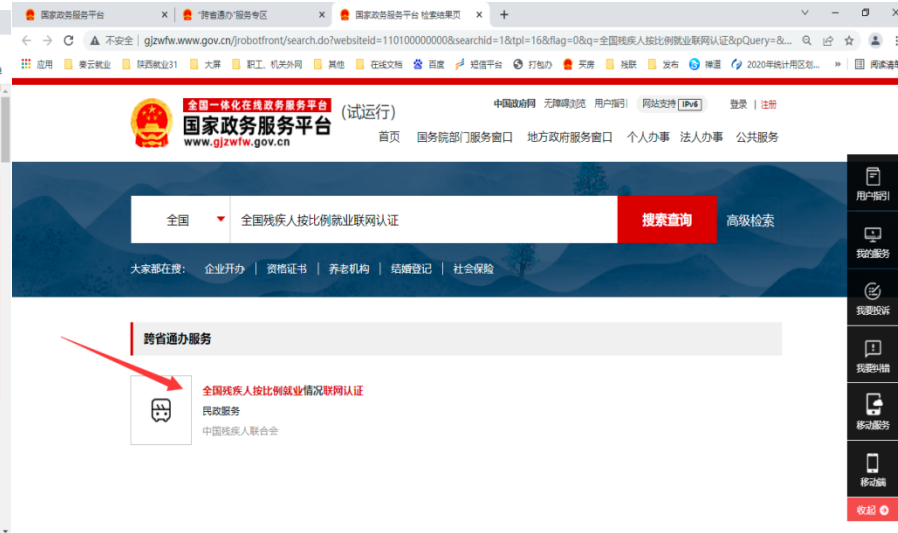 国家政务服务平台 × "跨省通办"服务专区 × 国家政务服务平台 检索结果页 × +
不安全 | gjzwfw.www.gov.cn/jrobotfront/search.do?websiteid=110100000000&searchid=1&tpl=16&flag=0&q=全国残疾人按比例就业联网认证&pQuery=&...
应用 秦云就业 陕西就业31 大屏 职工、机关外网 其他 在线文档 百度 短信平台 打包办 买房 残联 发布 禅道 2020年统计用区划... » 阅读清单
全国一体化在线政务服务平台
国家政务服务平台 (试运行)
www.gjzwfw.gov.cn
中国政府网 无障碍浏览 用户指引 网站支持 IPv6 登录 | 注册
首页 国务院部门服务窗口 地方政府服务窗口 个人办事 法人办事 公共服务
全国 全国残疾人按比例就业联网认证 搜索查询 高级检索
大家都在搜: 企业开办 | 资格证书 | 养老机构 | 结婚登记 | 社会保险
跨省通办服务
全国残疾人按比例就业情况联网认证
民政服务
中国残疾人联合会
用户指引
我的服务
我要投诉
我要纠错
移动服务
移动端
收起